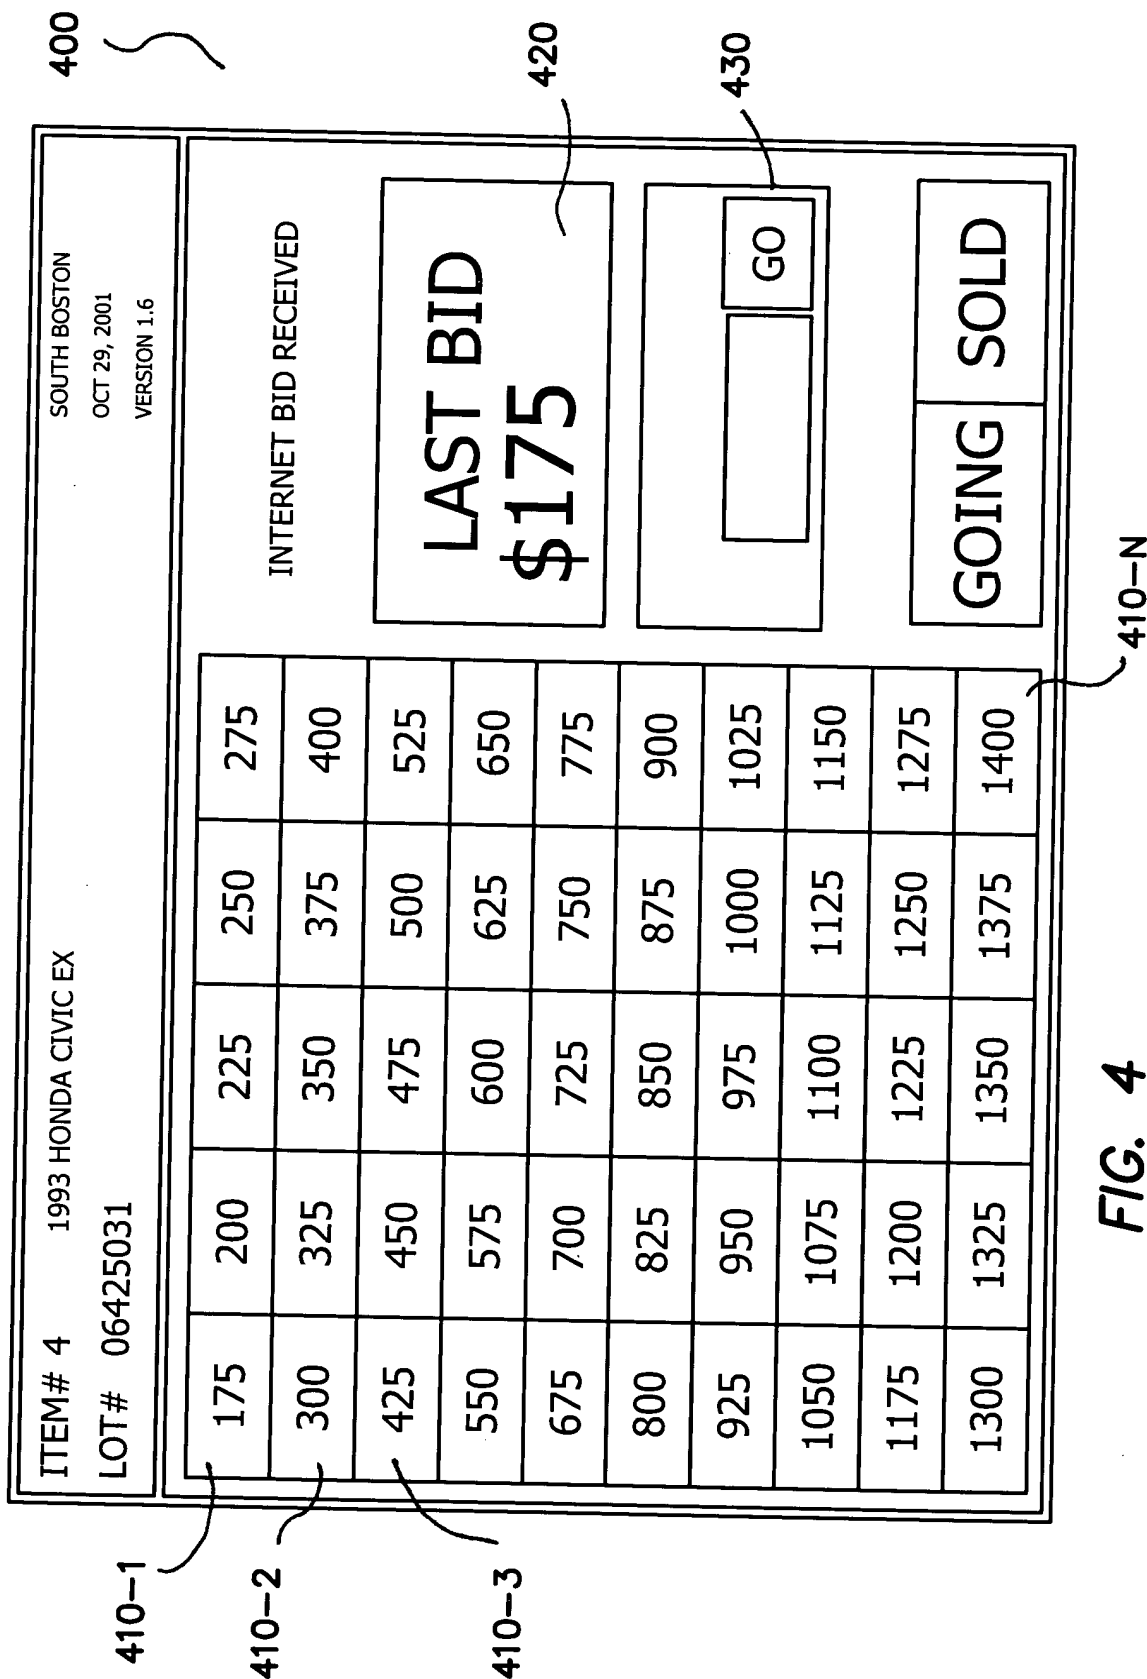 400
ITEM# 4 1993 HONDA CIVIC EX SOUTH BOSTON
LOT# 06425031 OCT 29, 2001
VERSION 1.6
410-1
410-2
410-3
175 200 225 250 275
300 325 350 375 400
425 450 475 500 525
550 575 600 625 650
675 700 725 750 775
800 825 850 875 900
925 950 975 1000 1025
1050 1075 1100 1125 1150
1175 1200 1225 1250 1275
1300 1325 1350 1375 1400
INTERNET BID RECEIVED
LAST BID
$175
420
GO
430
GOING SOLD
410-N
FIG. 4